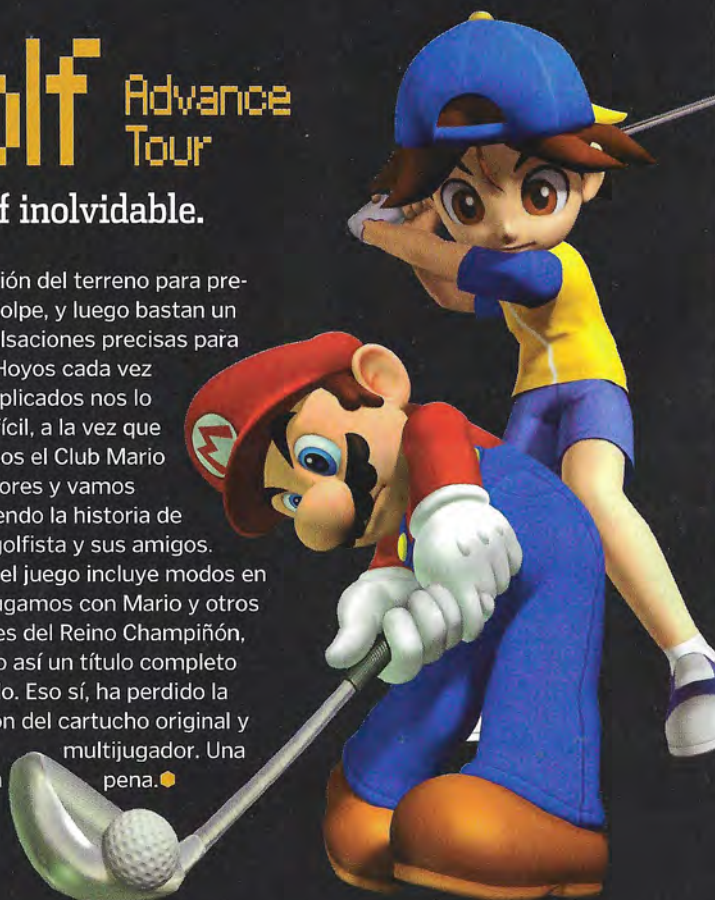 olf Advance
Tour
f inolvidable.
ión del terreno para pre-
olpe, y luego bastan un
lsaciones precisas para
Hoyos cada vez
plicados nos lo
fícil, a la vez que
os el Club Mario
ores y vamos
endo la historia de
golfista y sus amigos.
el juego incluye modos en
ugamos con Mario y otros
es del Reino Champiñón,
o así un título completo
o. Eso sí, ha perdido la
ón del cartucho original y
multijugador. Una
pena.
M